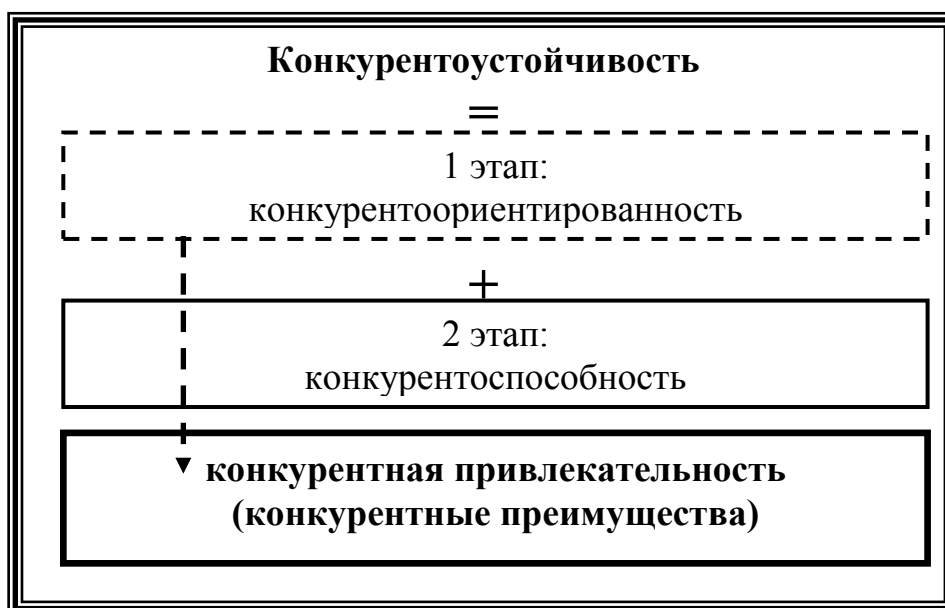 Конкурентоустойчивость
=
1 этап:
конкурентоориентированность
+
2 этап:
конкурентоспособность
конкурентная привлекательность
(конкурентные преимущества)